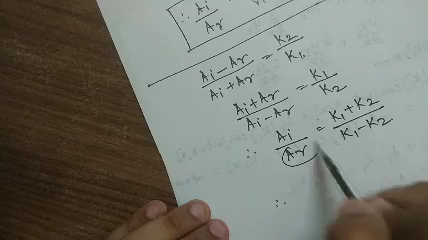 ∴ Ai/Ar
(Ai - Ar)/(Ai + Ar) = K2/K1
(Ai + Ar)/(Ai - Ar) = K1/K2
∴ Ai/Ar = (K1 + K2)/(K1 - K2)
∴